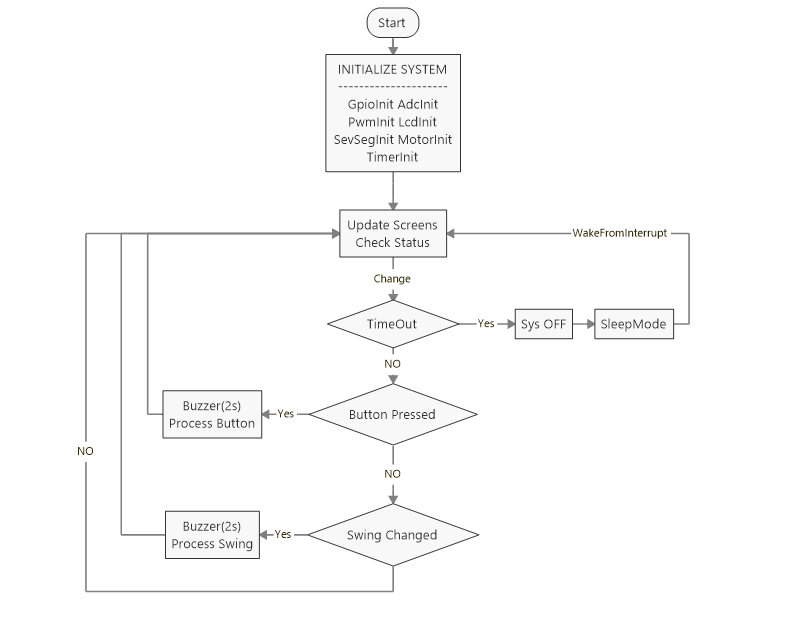 Start
INITIALIZE SYSTEM
--------------------
GpioInit AdcInit
PwmInit LcdInit
SevSegInit MotorInit
TimerInit
Update Screens
Check Status
WakeFromInterrupt
Change
TimeOut
Yes
Sys OFF
SleepMode
NO
Button Pressed
Yes
Buzzer(2s)
Process Button
NO
NO
Swing Changed
Yes
Buzzer(2s)
Process Swing